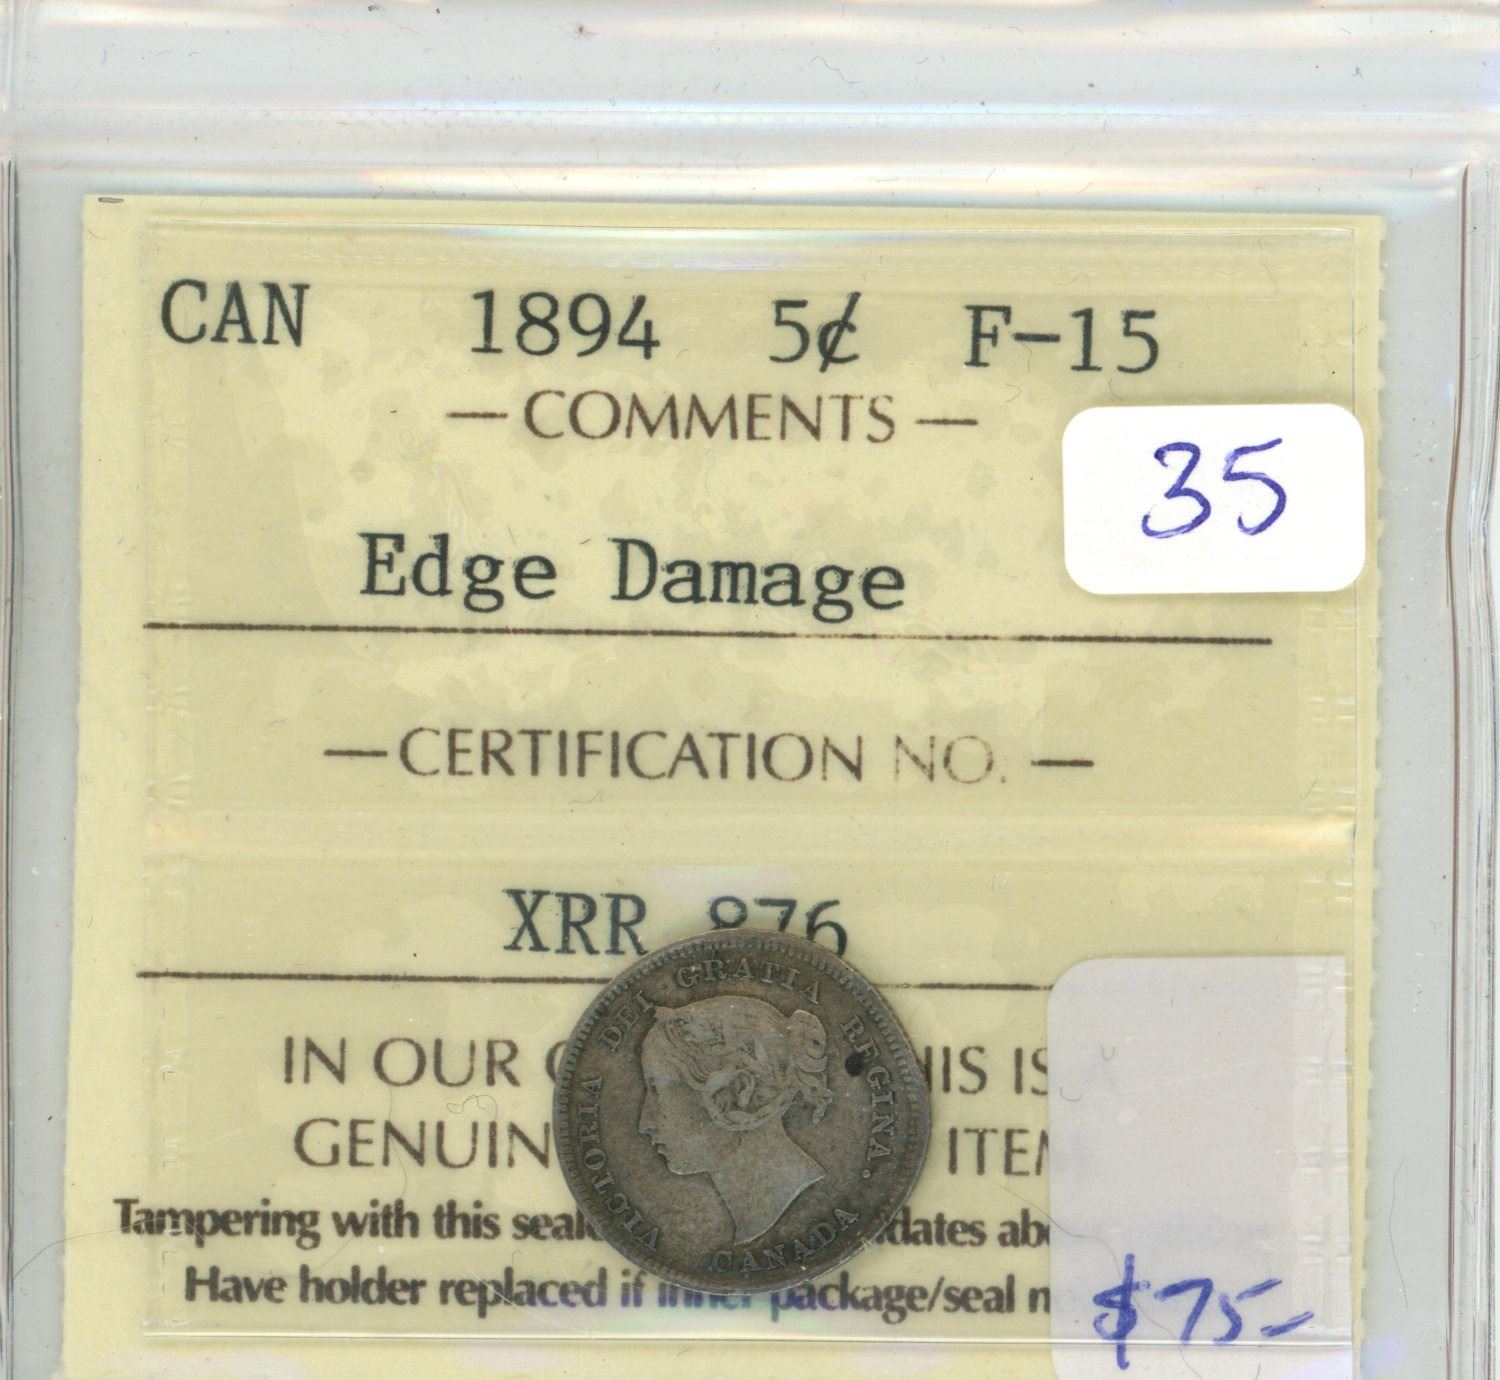 CAN 1894 5¢ F-15
— COMMENTS —
35
Edge Damage
— CERTIFICATION NO. —
XRR 876
IN OUR HIS IS
GENUIN ITEM
Tampering with this seal dates abo
Have holder replaced if inner package/seal n
$75-
VICTORIA DEI GRATIA REGINA.
CANADA